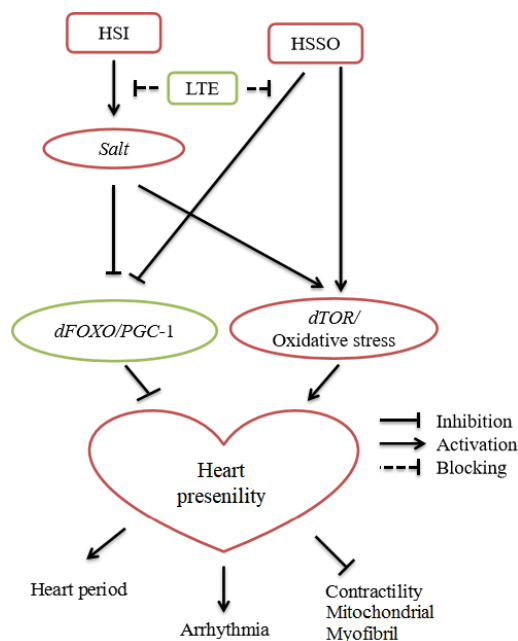 HSI
HSSO
LTE
Salt
dFOXO/PGC-1
dTOR/
Oxidative stress
Heart
presenility
Inhibition
Activation
Blocking
Heart period
Arrhythmia
Contractility
Mitochondrial
Myofibril